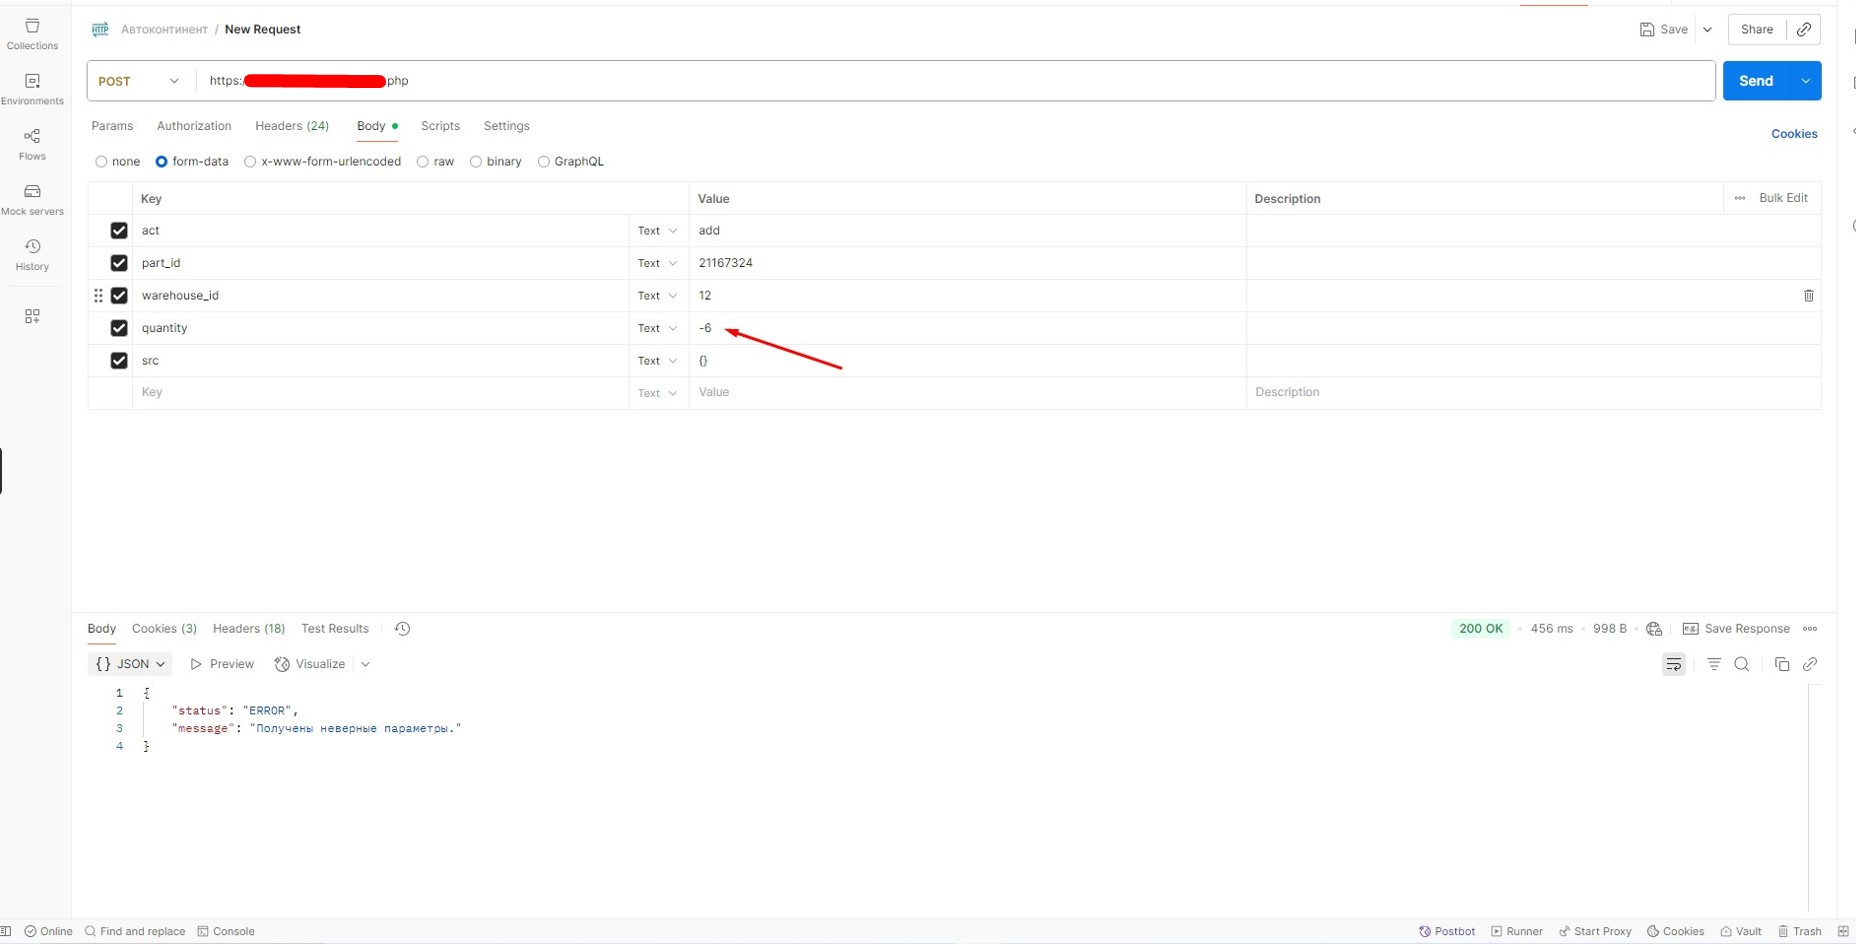 Collections
Environments
Flows
Mock servers
History
HTTP Автоконтинент / New Request
Save
Share
POST https:/ php
Send
Params Authorization Headers (24) Body Scripts Settings
Cookies
none form-data x-www-form-urlencoded raw binary GraphQL
Key Value Description ••• Bulk Edit
act Text add
part_id Text 21167324
warehouse_id Text 12
quantity Text -6
src Text {}
Key Text Value Description
Body Cookies (3) Headers (18) Test Results
200 OK • 456 ms • 998 B • Save Response •••
{} JSON Preview Visualize
1 {
2 "status": "ERROR",
3 "message": "Получены неверные параметры."
4 }
Online Find and replace Console
Postbot Runner Start Proxy Cookies Vault Trash